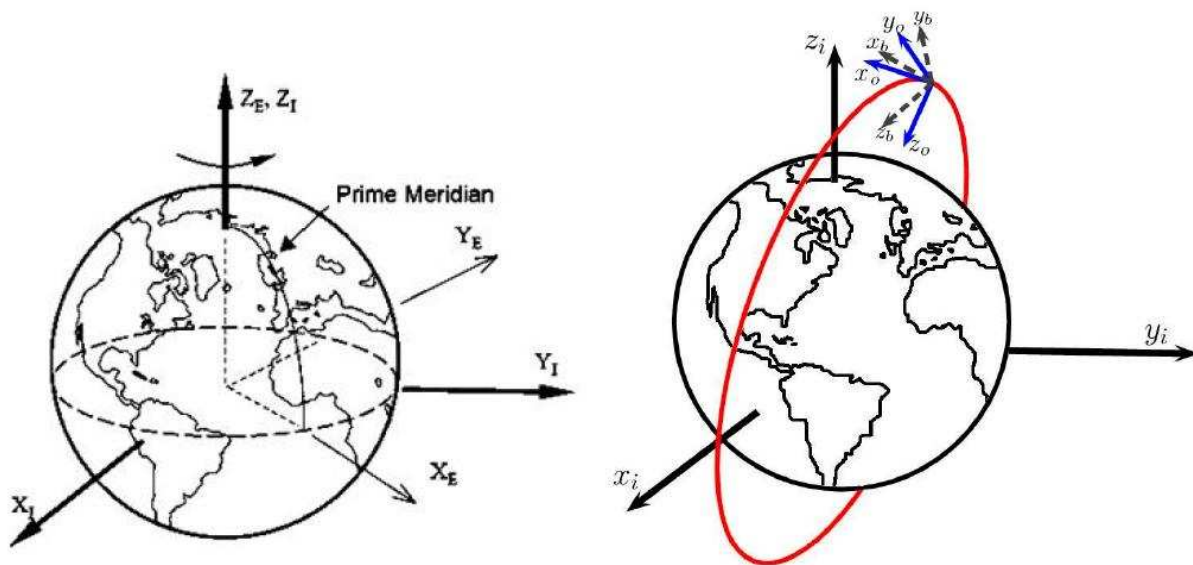 Z_E, Z_I
Prime Meridian
Y_E
Y_I
X_E
X_I
z_i
y_o
y_b
x_b
x_o
z_b
z_o
y_i
x_i